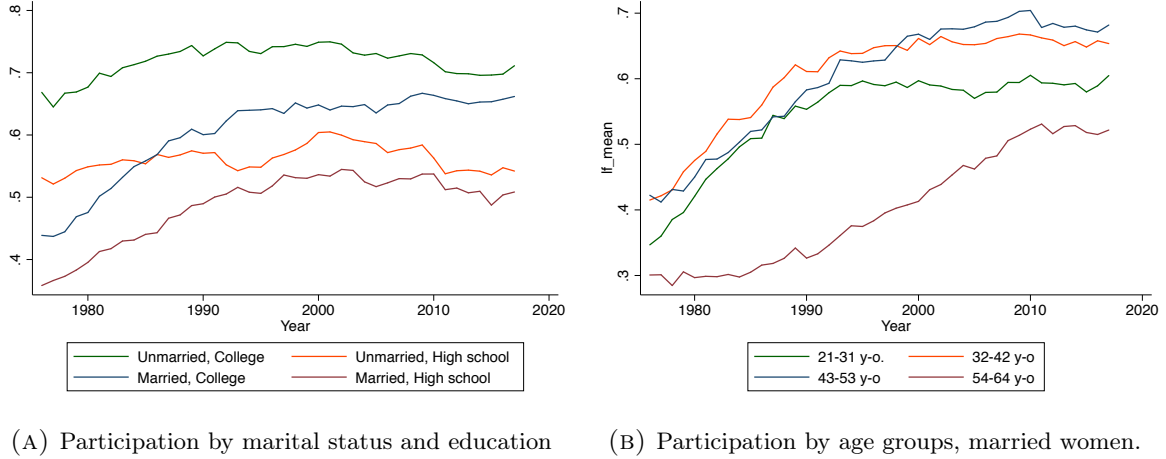 .8
.7
.6
.5
.4
1980
1990
2000
2010
2020
Year
Unmarried, College
Unmarried, High school
Married, College
Married, High school
(A) Participation by marital status and education
lf_mean
.7
.6
.5
.4
.3
1980
1990
2000
2010
2020
Year
21-31 y-o.
32-42 y-o
43-53 y-o
54-64 y-o
(B) Participation by age groups, married women.